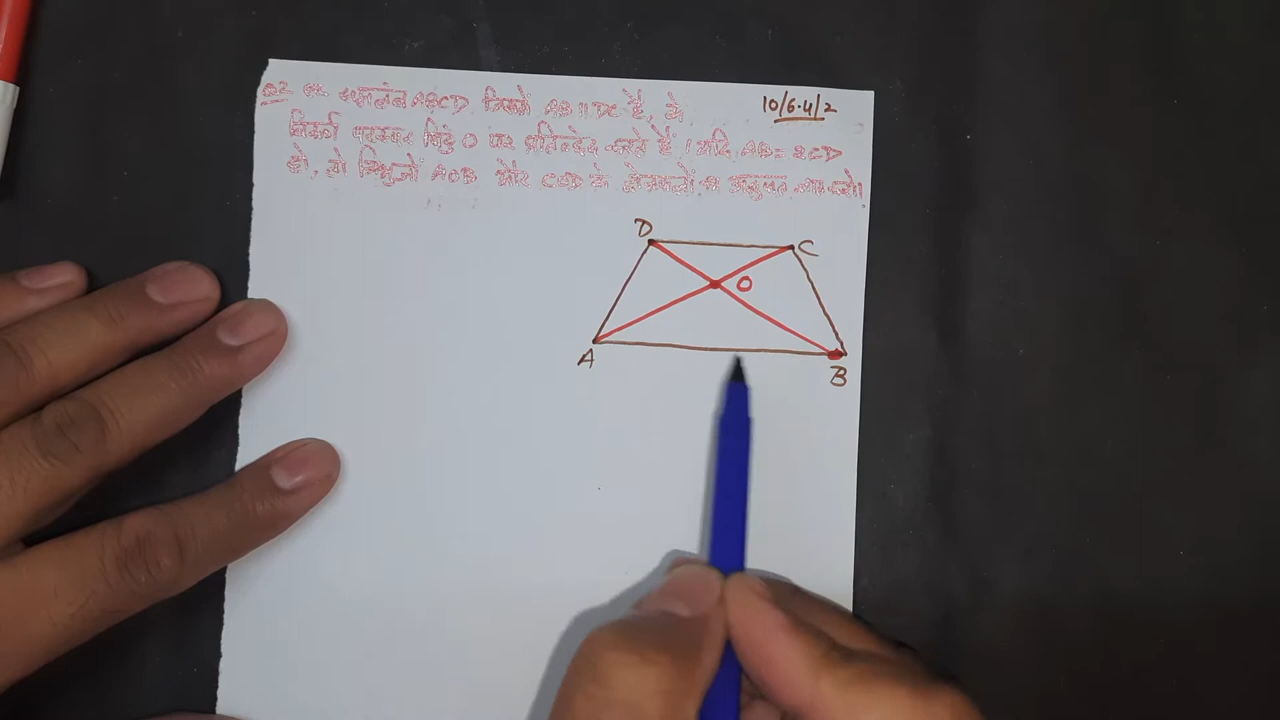 Q2 एक समलंब ABCD जिसमें AB || DC है, के
10/6.4/2
विकर्ण परस्पर बिंदु O पर प्रतिच्छेद करते हैं। यदि AB = 2CD
हो, तो त्रिभुजों AOB और COD के क्षेत्रफलों का अनुपात ज्ञात करो।
D
C
O
A
B